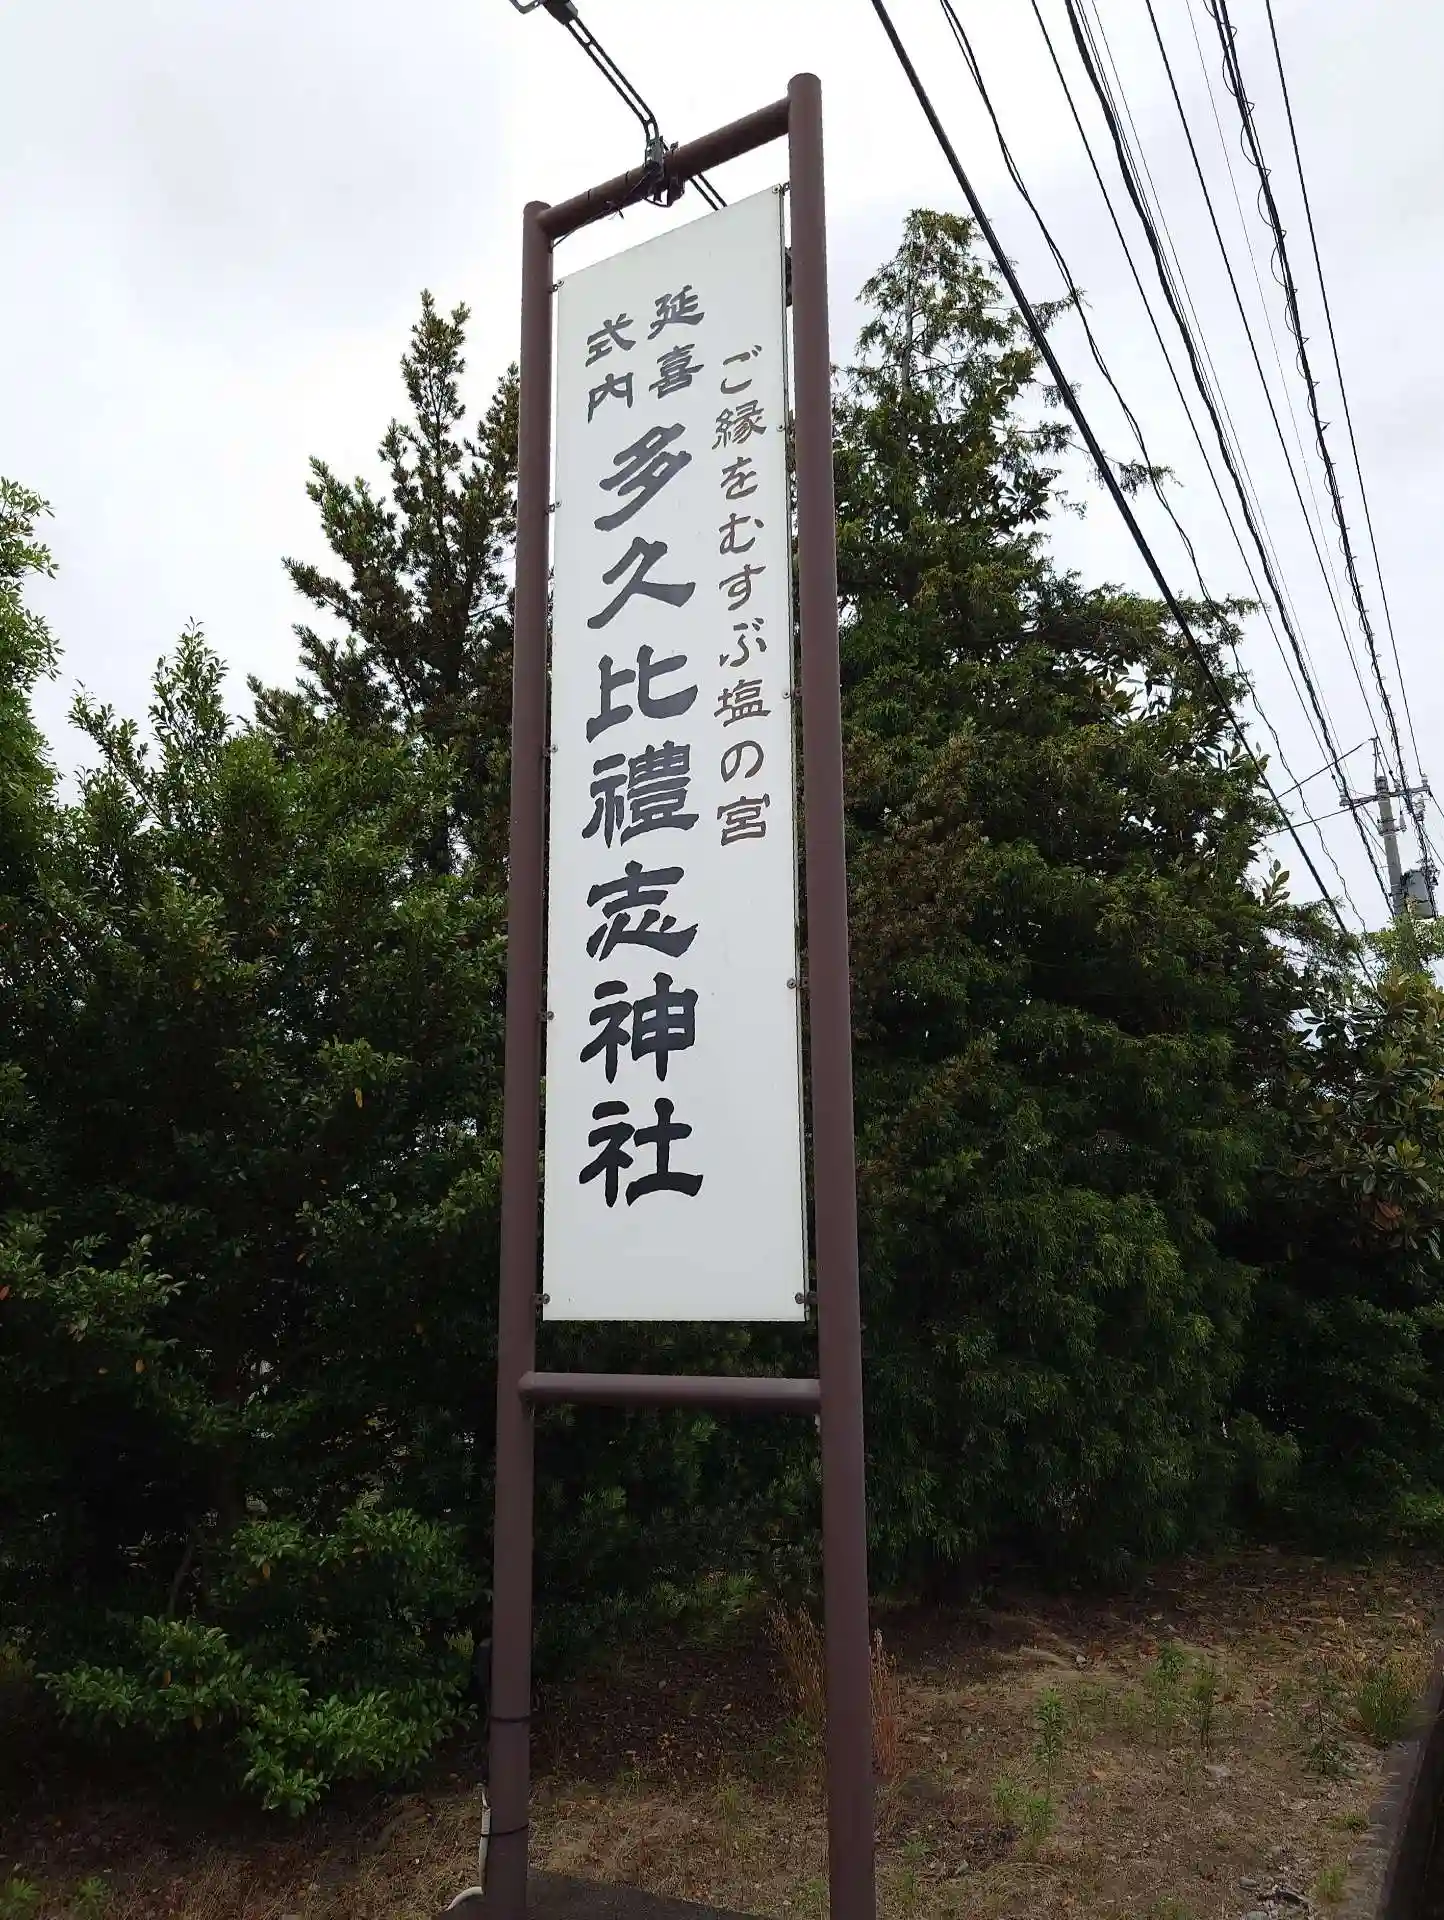 ご縁をむすぶ塩の宮
延喜
式内
多久比禮志神社